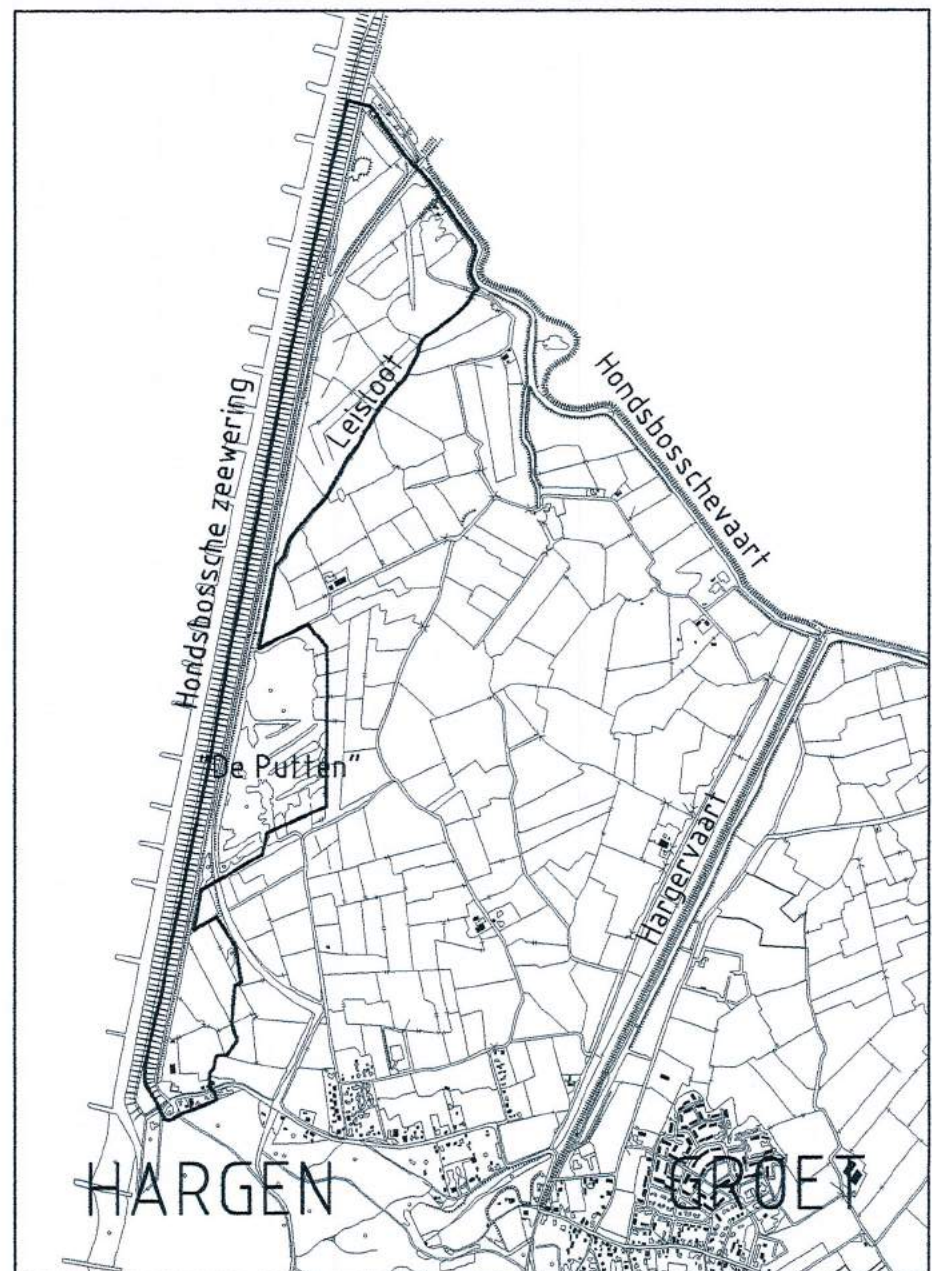 Hondsbossche zeewering
Leisloot
Hondsbosschevaart
"De Putten"
Hargervaart
HARGEN
GROET